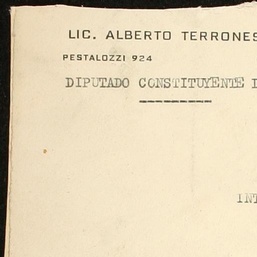 LIC. ALBERTO TERRONES
PESTALOZZI 924
DIPUTADO CONSTITUYENTE
INT